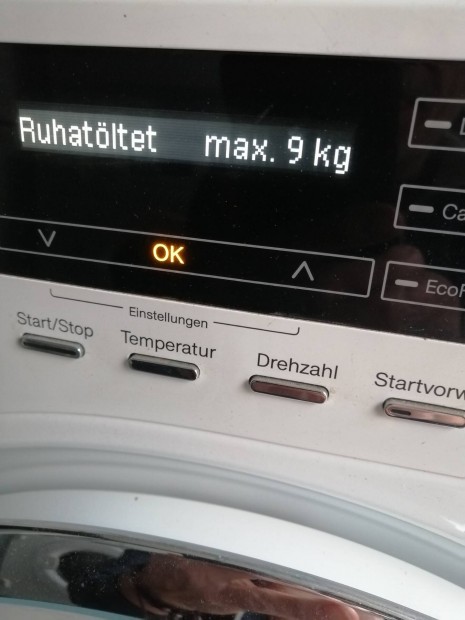 Ruhatöltet max. 9 kg
OK
Einstellungen
Start/Stop
Temperatur
Drehzahl